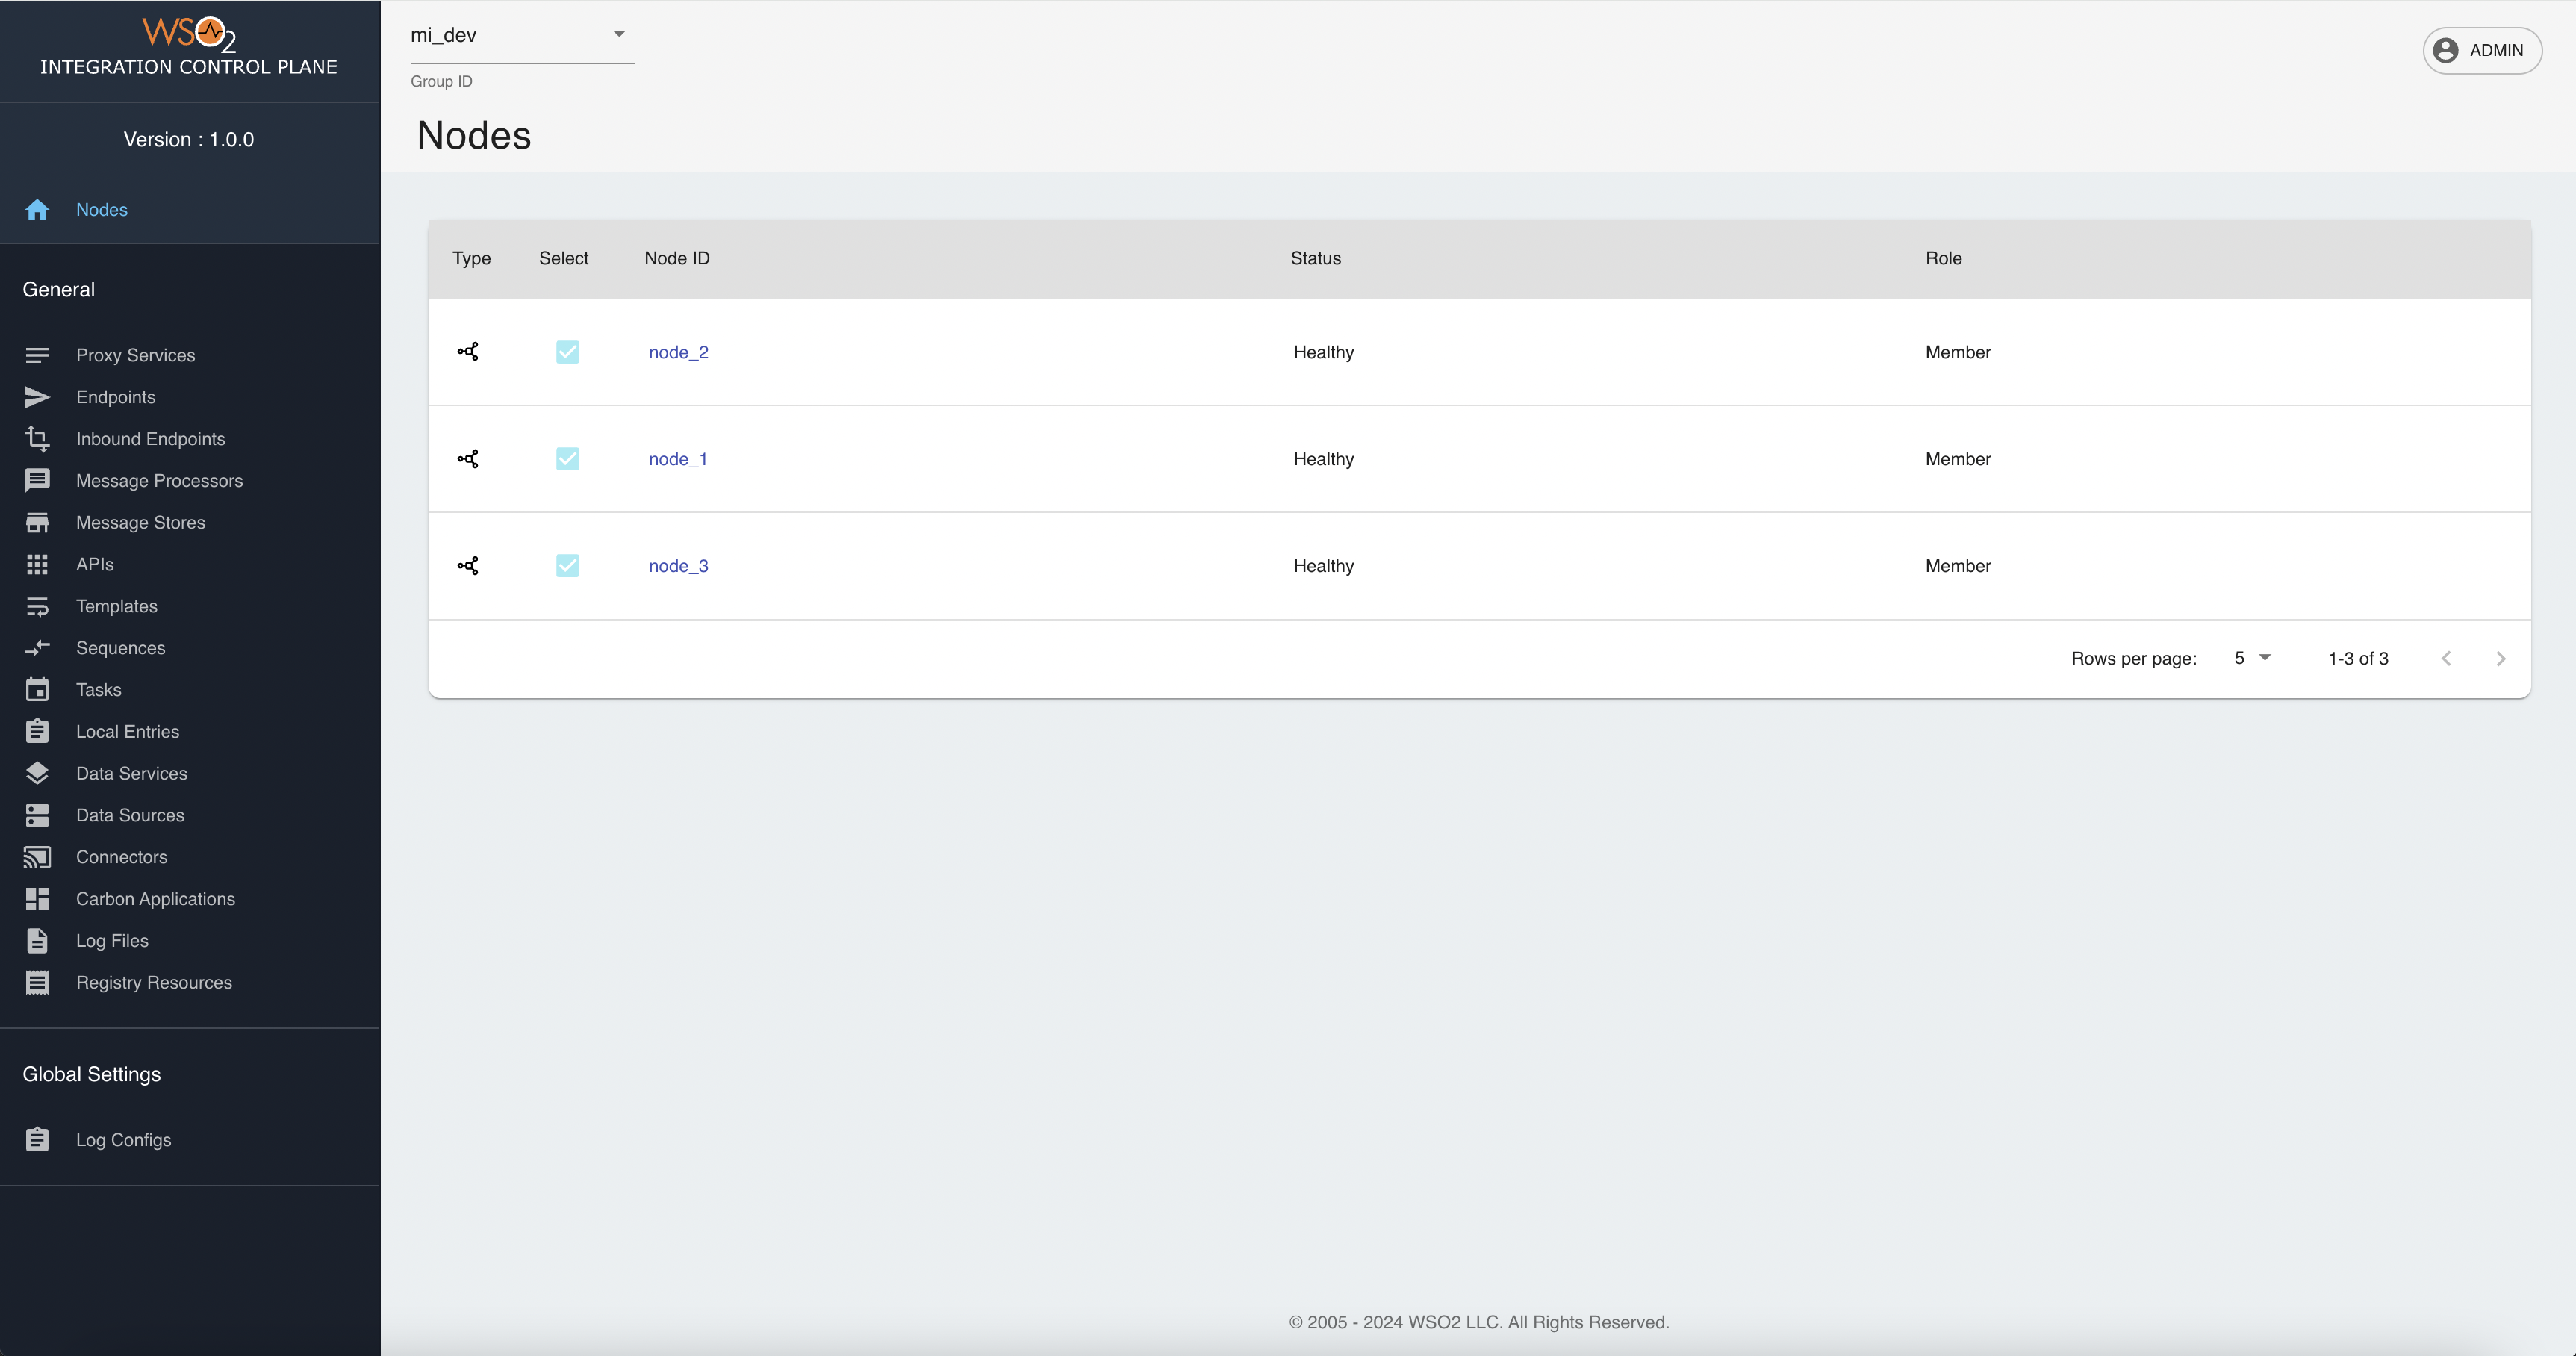 WSO2
INTEGRATION CONTROL PLANE
Version : 1.0.0
Nodes
General
Proxy Services
Endpoints
Inbound Endpoints
Message Processors
Message Stores
APIs
Templates
Sequences
Tasks
Local Entries
Data Services
Data Sources
Connectors
Carbon Applications
Log Files
Registry Resources
Global Settings
Log Configs
mi_dev
Group ID
ADMIN
Nodes
Type Select Node ID Status Role
node_2 Healthy Member
node_1 Healthy Member
node_3 Healthy Member
Rows per page: 5 1-3 of 3
© 2005 - 2024 WSO2 LLC. All Rights Reserved.